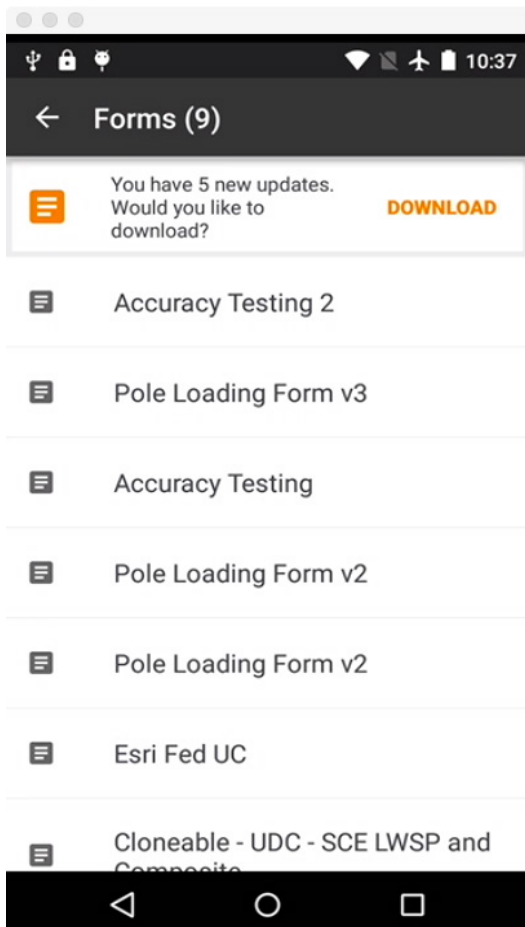 10:37
Forms (9)
You have 5 new updates.
Would you like to
download?
DOWNLOAD
Accuracy Testing 2
Pole Loading Form v3
Accuracy Testing
Pole Loading Form v2
Pole Loading Form v2
Esri Fed UC
Cloneable - UDC - SCE LWSP and
Composite